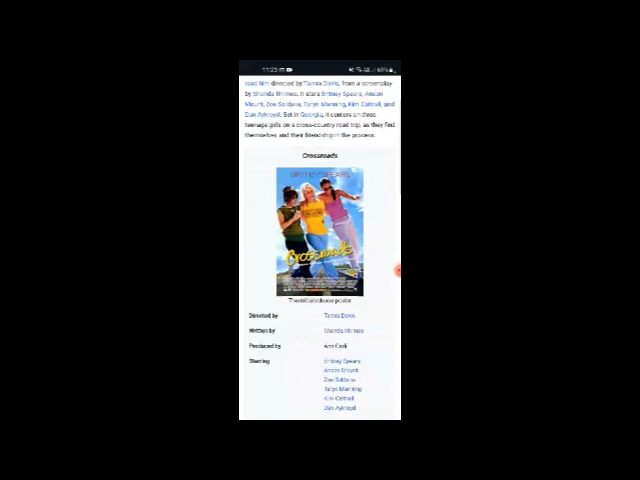 road film directed by Tamra Davis, from a screenplay
by Shonda Rhimes. It stars Britney Spears, Anson
Mount, Zoe Saldana, Taryn Manning, Kim Cattrall, and
Dan Aykroyd. Set in Georgia, it centers on three
teenage girls on a cross-country road trip, as they find
themselves and their friendship in the process.
Crossroads
BRITNEY SPEARS
Crossroads
Theatrical release poster
Directed by Tamra Davis
Written by Shonda Rhimes
Produced by Ann Carli
Starring Britney Spears
Anson Mount
Zoe Saldana
Taryn Manning
Kim Cattrall
Dan Aykroyd